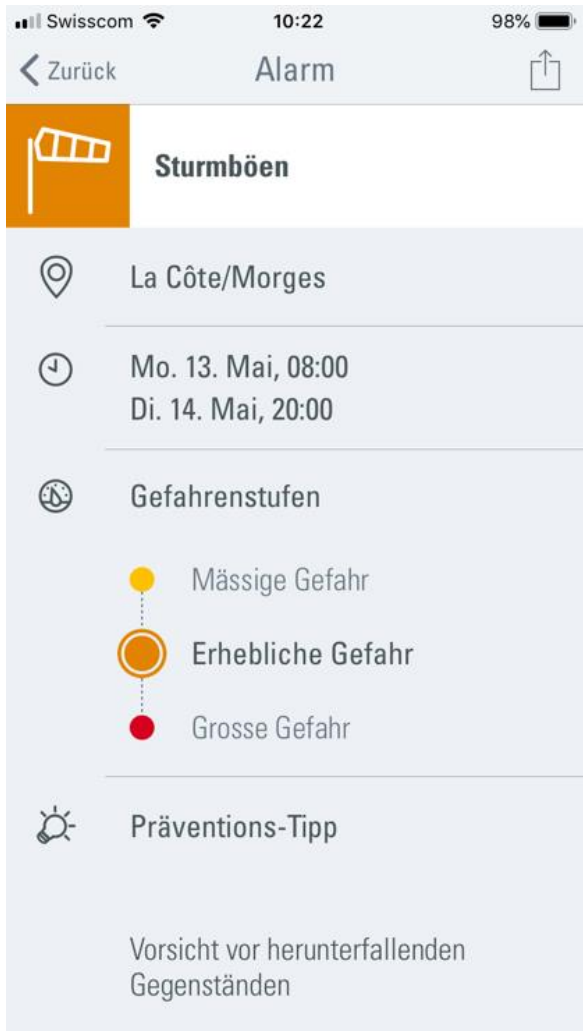 Swisscom 10:22 98%
Zurück Alarm
Sturmböen
La Côte/Morges
Mo. 13. Mai, 08:00
Di. 14. Mai, 20:00
Gefahrenstufen
Mässige Gefahr
Erhebliche Gefahr
Grosse Gefahr
Präventions-Tipp
Vorsicht vor herunterfallenden
Gegenständen